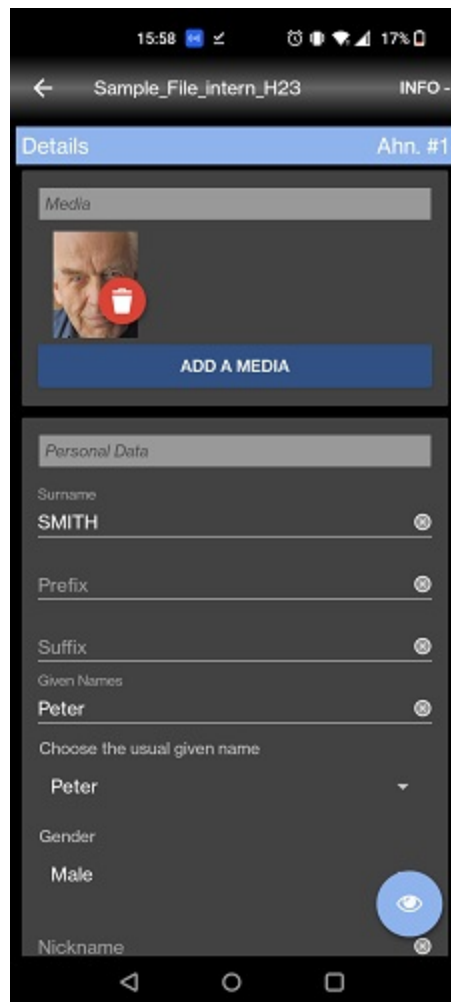 15:58 17%
Sample_File_intern_H23 INFO -
Details Ahn. #1
Media
ADD A MEDIA
Personal Data
Surname
SMITH
Prefix
Suffix
Given Names
Peter
Choose the usual given name
Peter
Gender
Male
Nickname